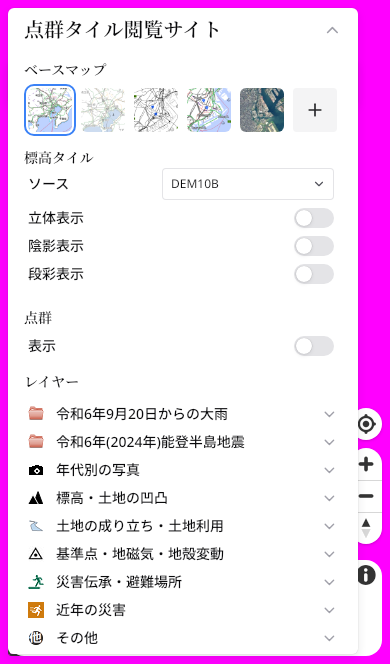 点群タイル閲覧サイト
ベースマップ
標高タイル
ソース
DEM10B
立体表示
陰影表示
段彩表示
点群
表示
レイヤー
令和6年9月20日からの大雨
令和6年(2024年)能登半島地震
年代別の写真
標高・土地の凹凸
土地の成り立ち・土地利用
基準点・地磁気・地殻変動
災害伝承・避難場所
近年の災害
その他